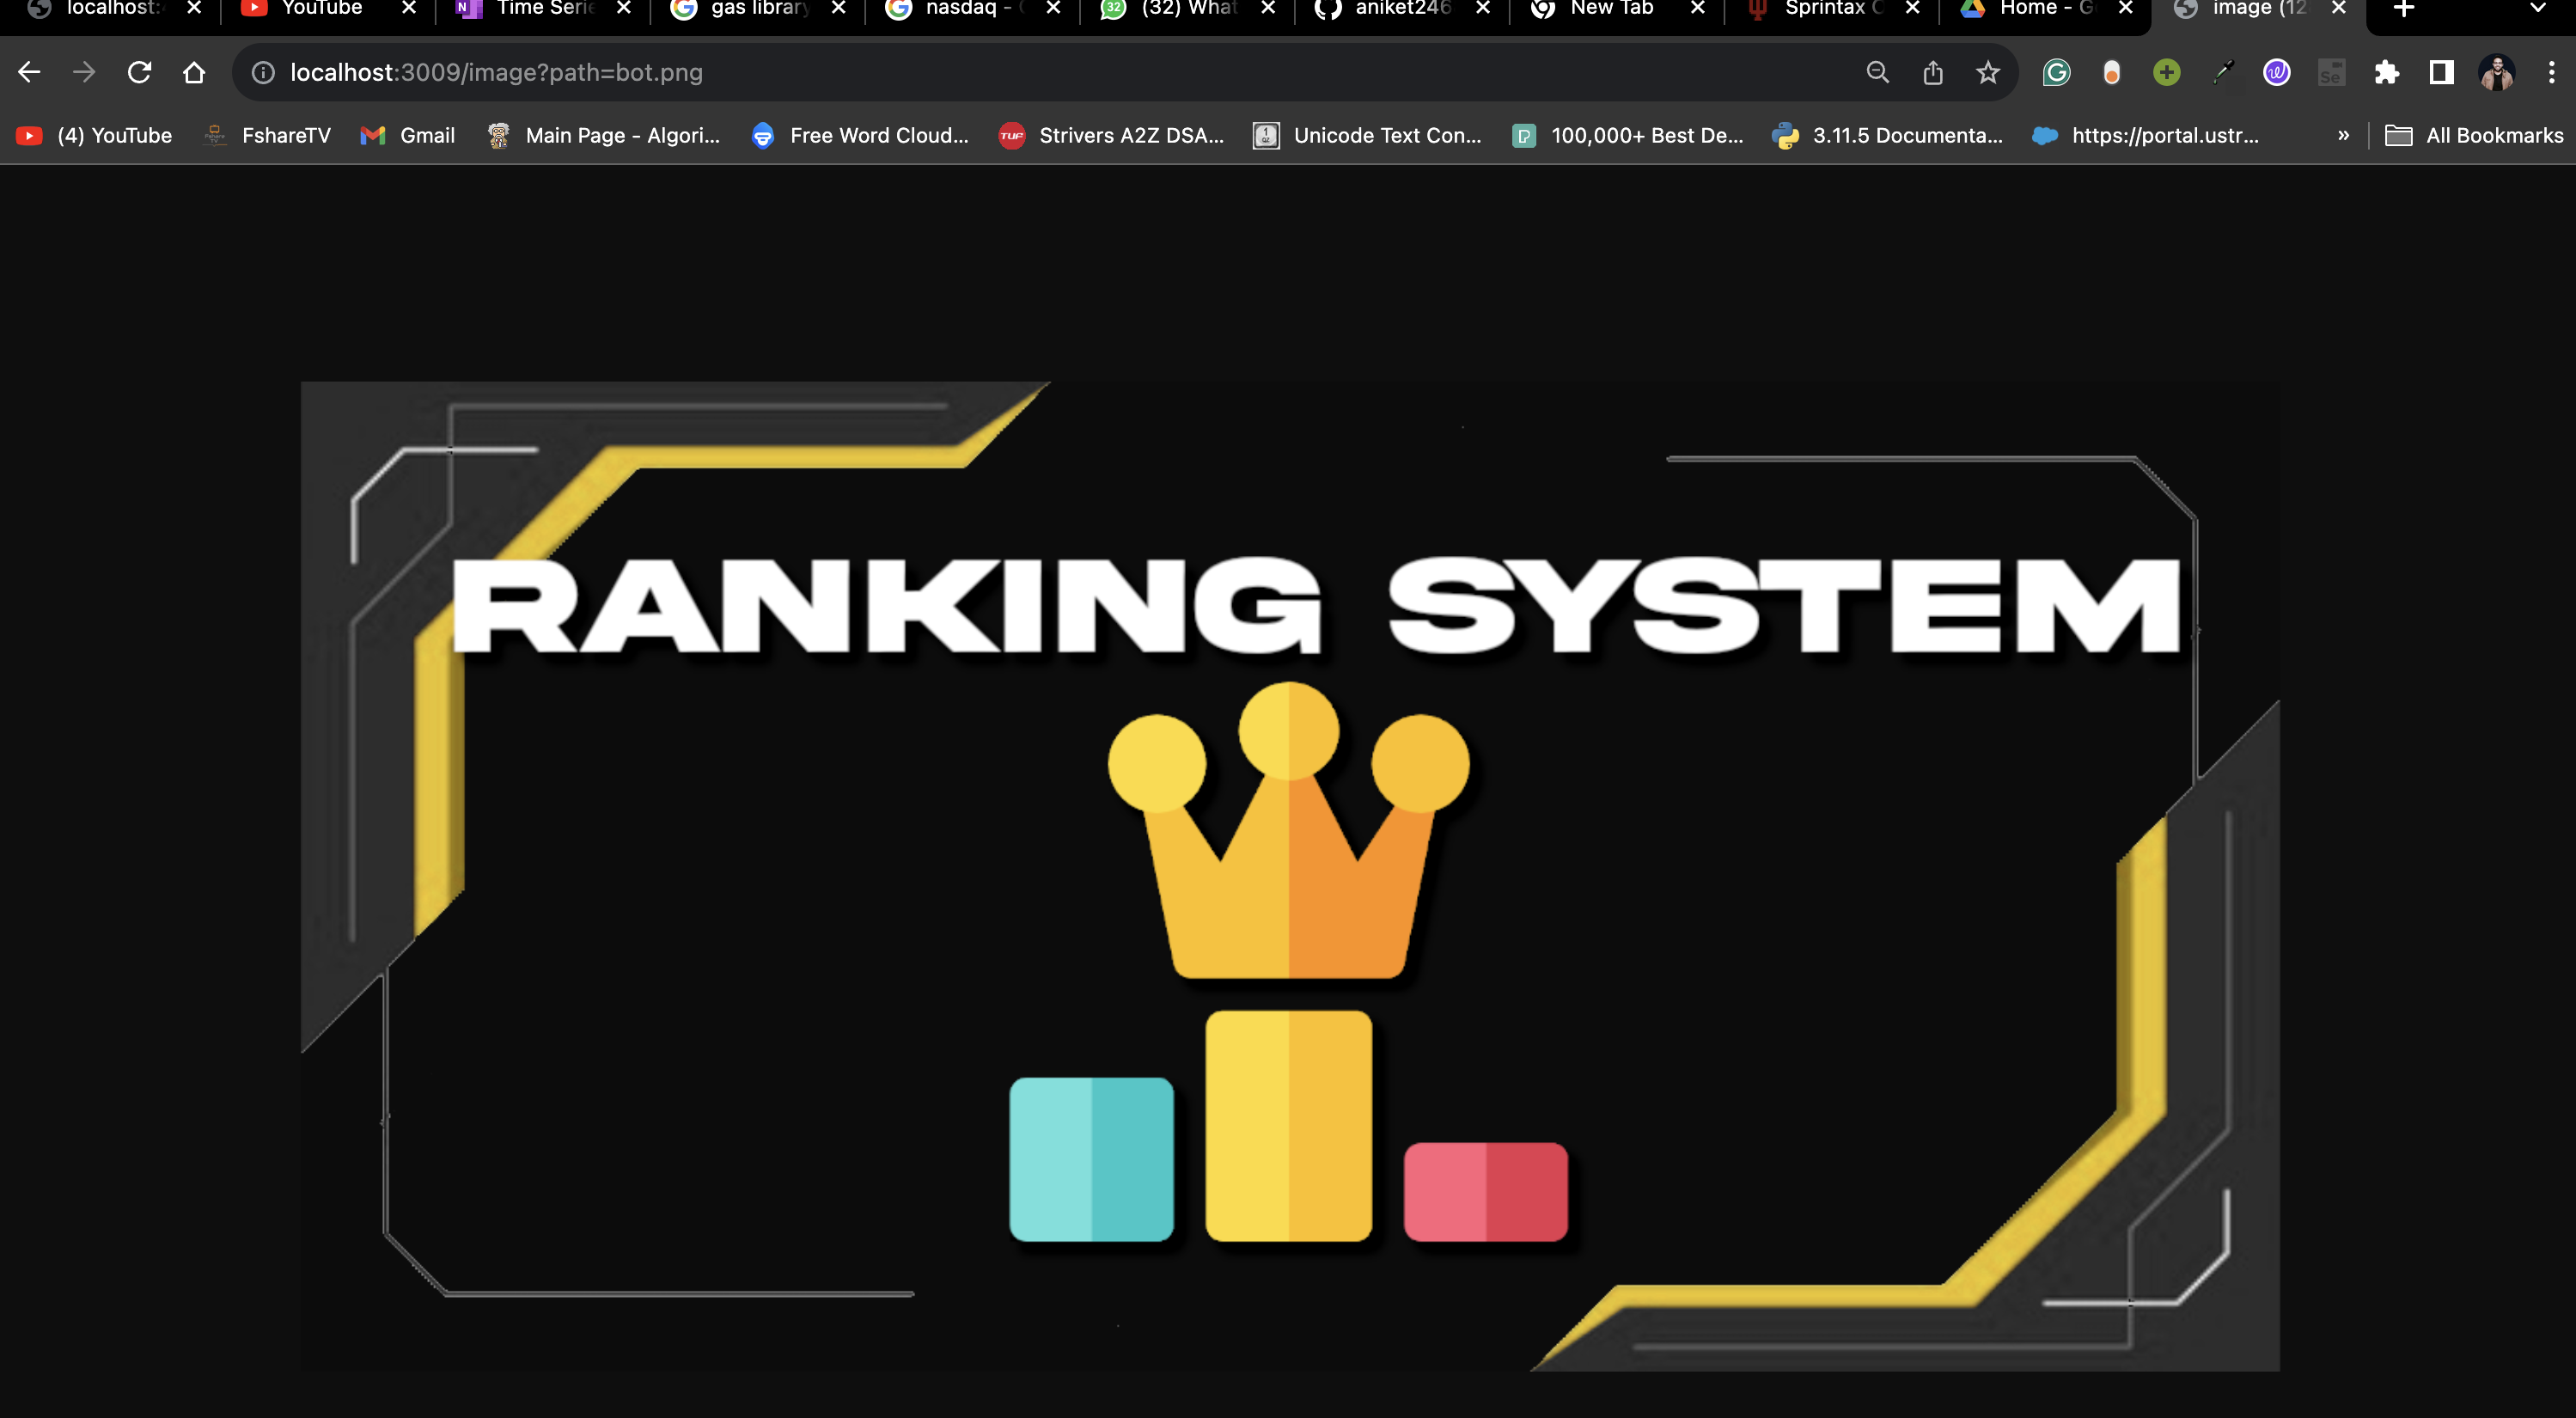 localhost: YouTube Time Serie gas library nasdaq - (32) What aniket246 New Tab Sprintax C Home - G image (12
localhost:3009/image?path=bot.png
(4) YouTube FshareTV Gmail Main Page - Algori... Free Word Cloud... TUF Strivers A2Z DSA... Unicode Text Con... 100,000+ Best De... 3.11.5 Documenta... https://portal.ustr... » All Bookmarks
RANKING SYSTEM